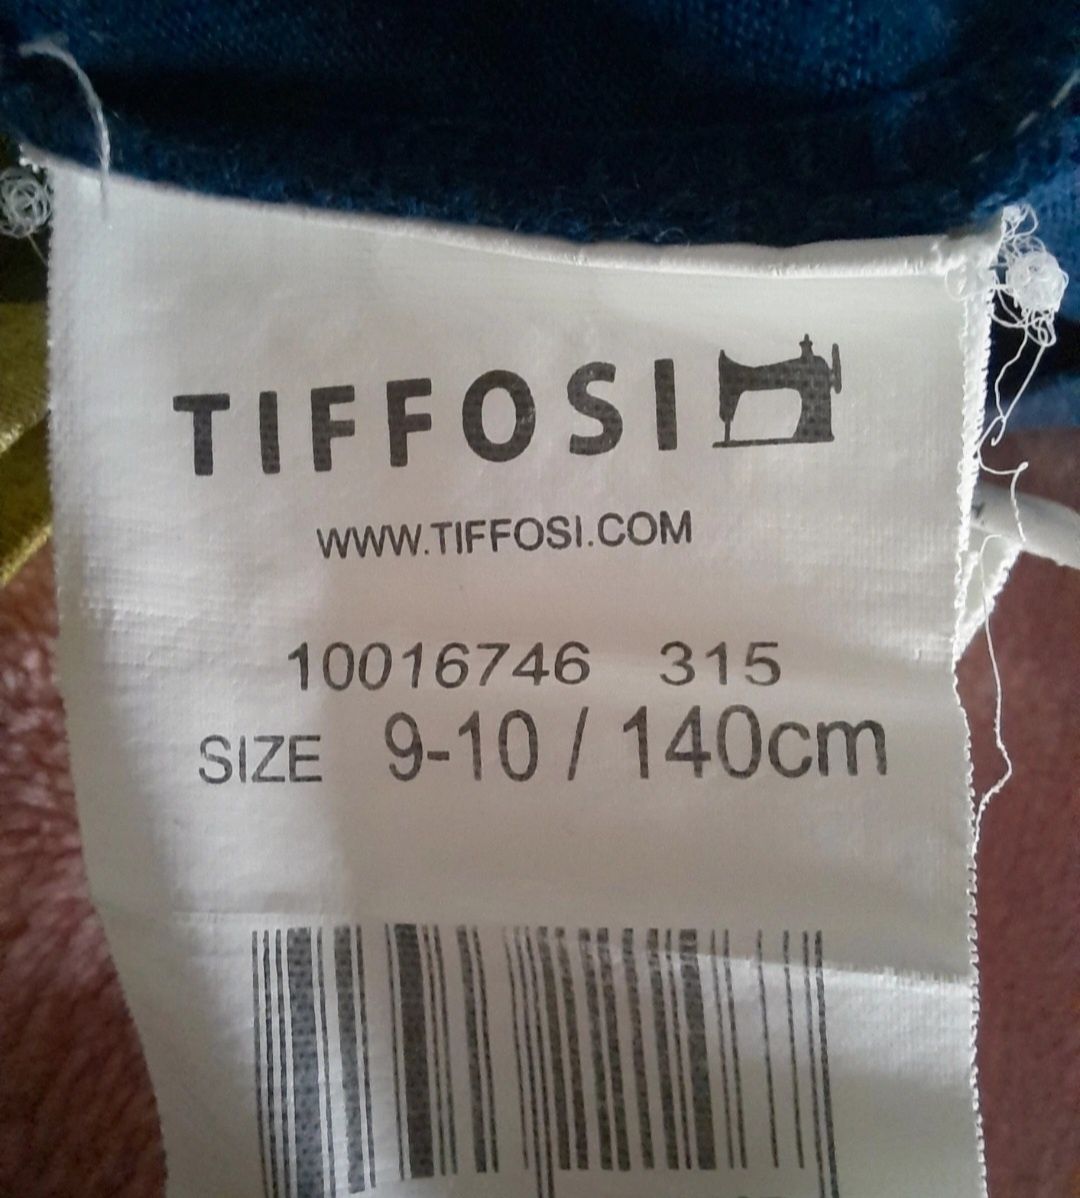 TIFFOSI
WWW.TIFFOSI.COM
10016746 315
SIZE 9-10 / 140cm